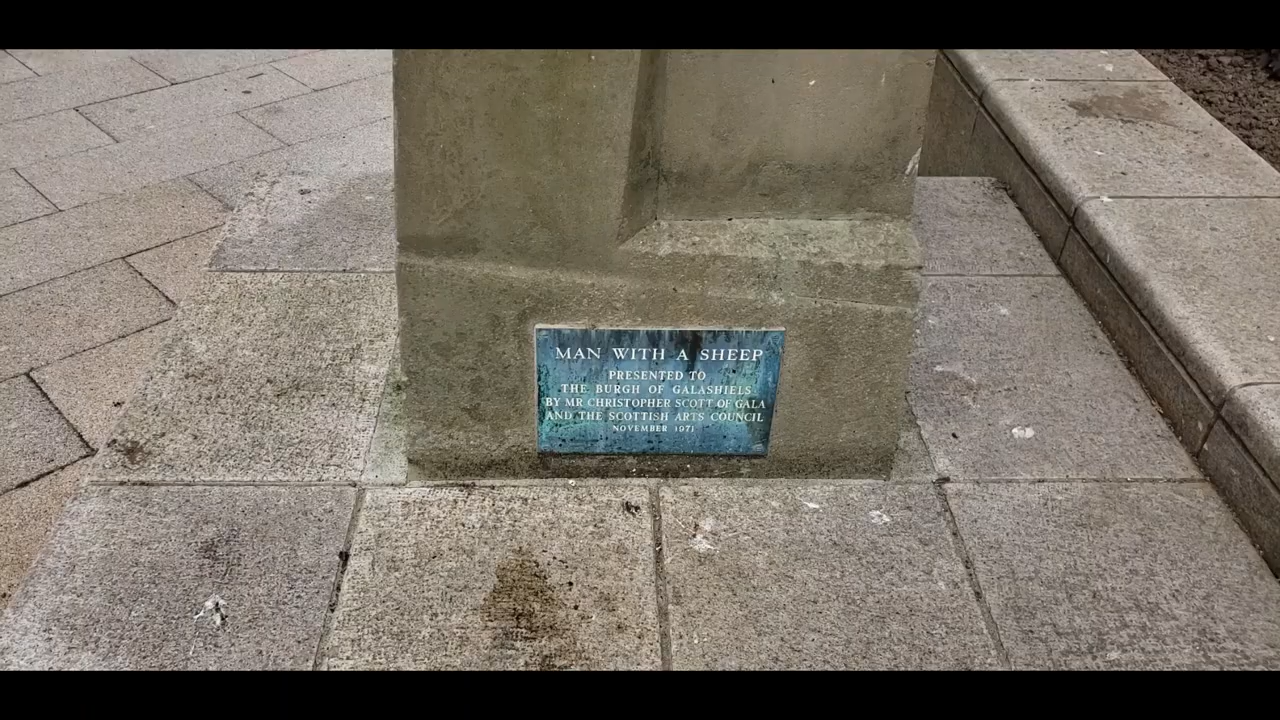 MAN WITH A SHEEP
PRESENTED TO
THE BURGH OF GALASHIELS
BY MR CHRISTOPHER SCOTT OF GALA
AND THE SCOTTISH ARTS COUNCIL
NOVEMBER 1971